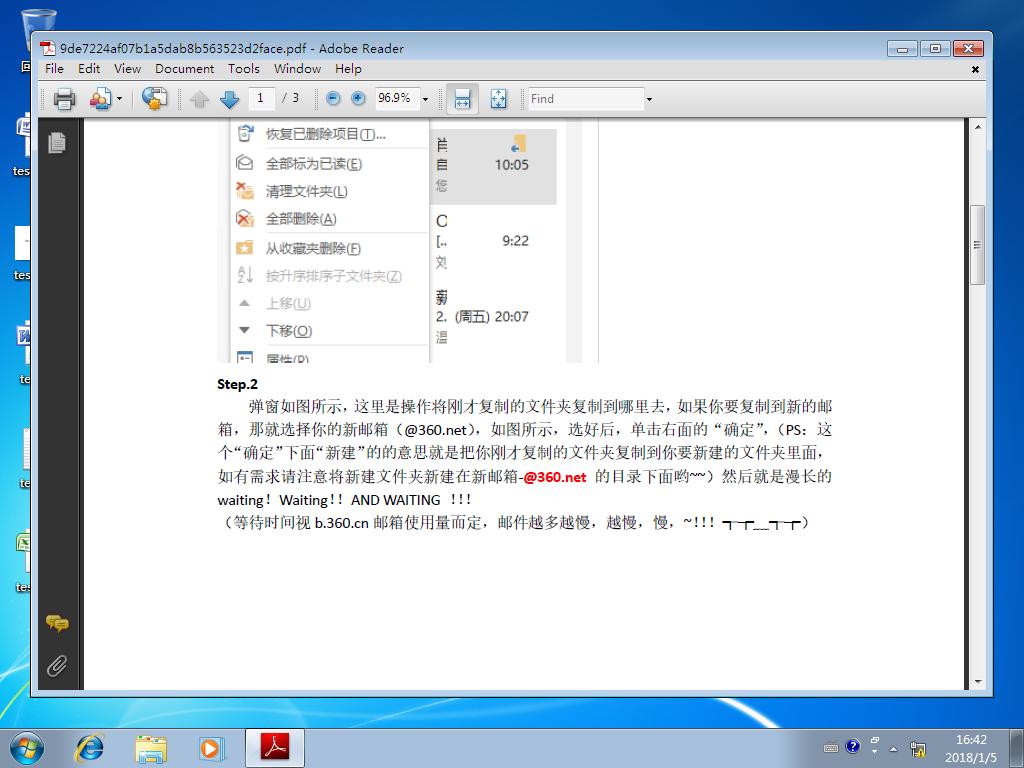 9de7224af07b1a5dab8b563523d2face.pdf - Adobe Reader
File Edit View Document Tools Window Help
1 / 3 96.9% Find
恢复已删除项目(T)...
全部标为已读(E)
清理文件夹(L)
全部删除(A)
从收藏夹删除(F)
按升序排序子文件夹(Z)
上移(U)
下移(O)
属性(R)
自 10:05
您
[.. 9:22
刘
薪
2. (周五) 20:07
温
Step.2
弹窗如图所示，这里是操作将刚才复制的文件夹复制到哪里去，如果你要复制到新的邮
箱，那就选择你的新邮箱（@360.net），如图所示，选好后，单击右面的“确定”，（PS：这
个“确定”下面“新建”的的意思就是把你刚才复制的文件夹复制到你要新建的文件夹里面，
如有需求请注意将新建文件夹新建在新邮箱-@360.net 的目录下面哟~~）然后就是漫长的
waiting！Waiting！！AND WAITING ！！！
（等待时间视 b.360.cn 邮箱使用量而定，邮件越多越慢，越慢，慢，~！！！┯━┯﹏┯━┯）
tes
tes
te
te
tes
16:42
2018/1/5